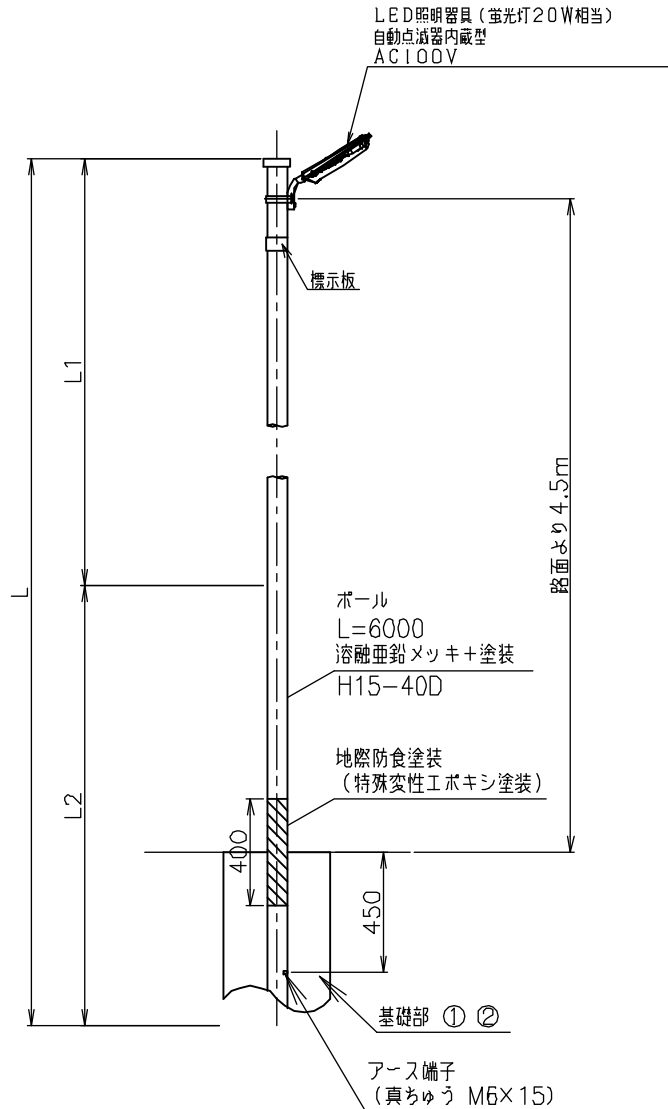 LED照明器具（蛍光灯20W相当）
自動点滅器内蔵型
AC100V
標示板
L1
L
路面より4.5m
ポール
L=6000
溶融亜鉛メッキ＋塗装
H15-40D
地際防食塗装
（特殊変性エポキシ塗装）
L2
400
450
基礎部 ① ②
アース端子
（真ちゅう M6×15）